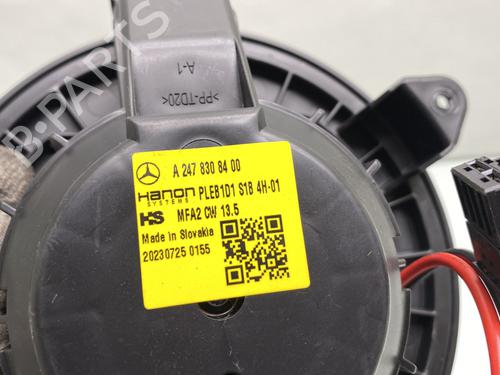 >PP-TD20<
A-1
B-PARTS
A 247 830 84 00
Hanon SYSTEMS
PLEB1D1 S1B 4H-01
HS MFA2 CW 13.5
Made in Slovakia
20230725 0155